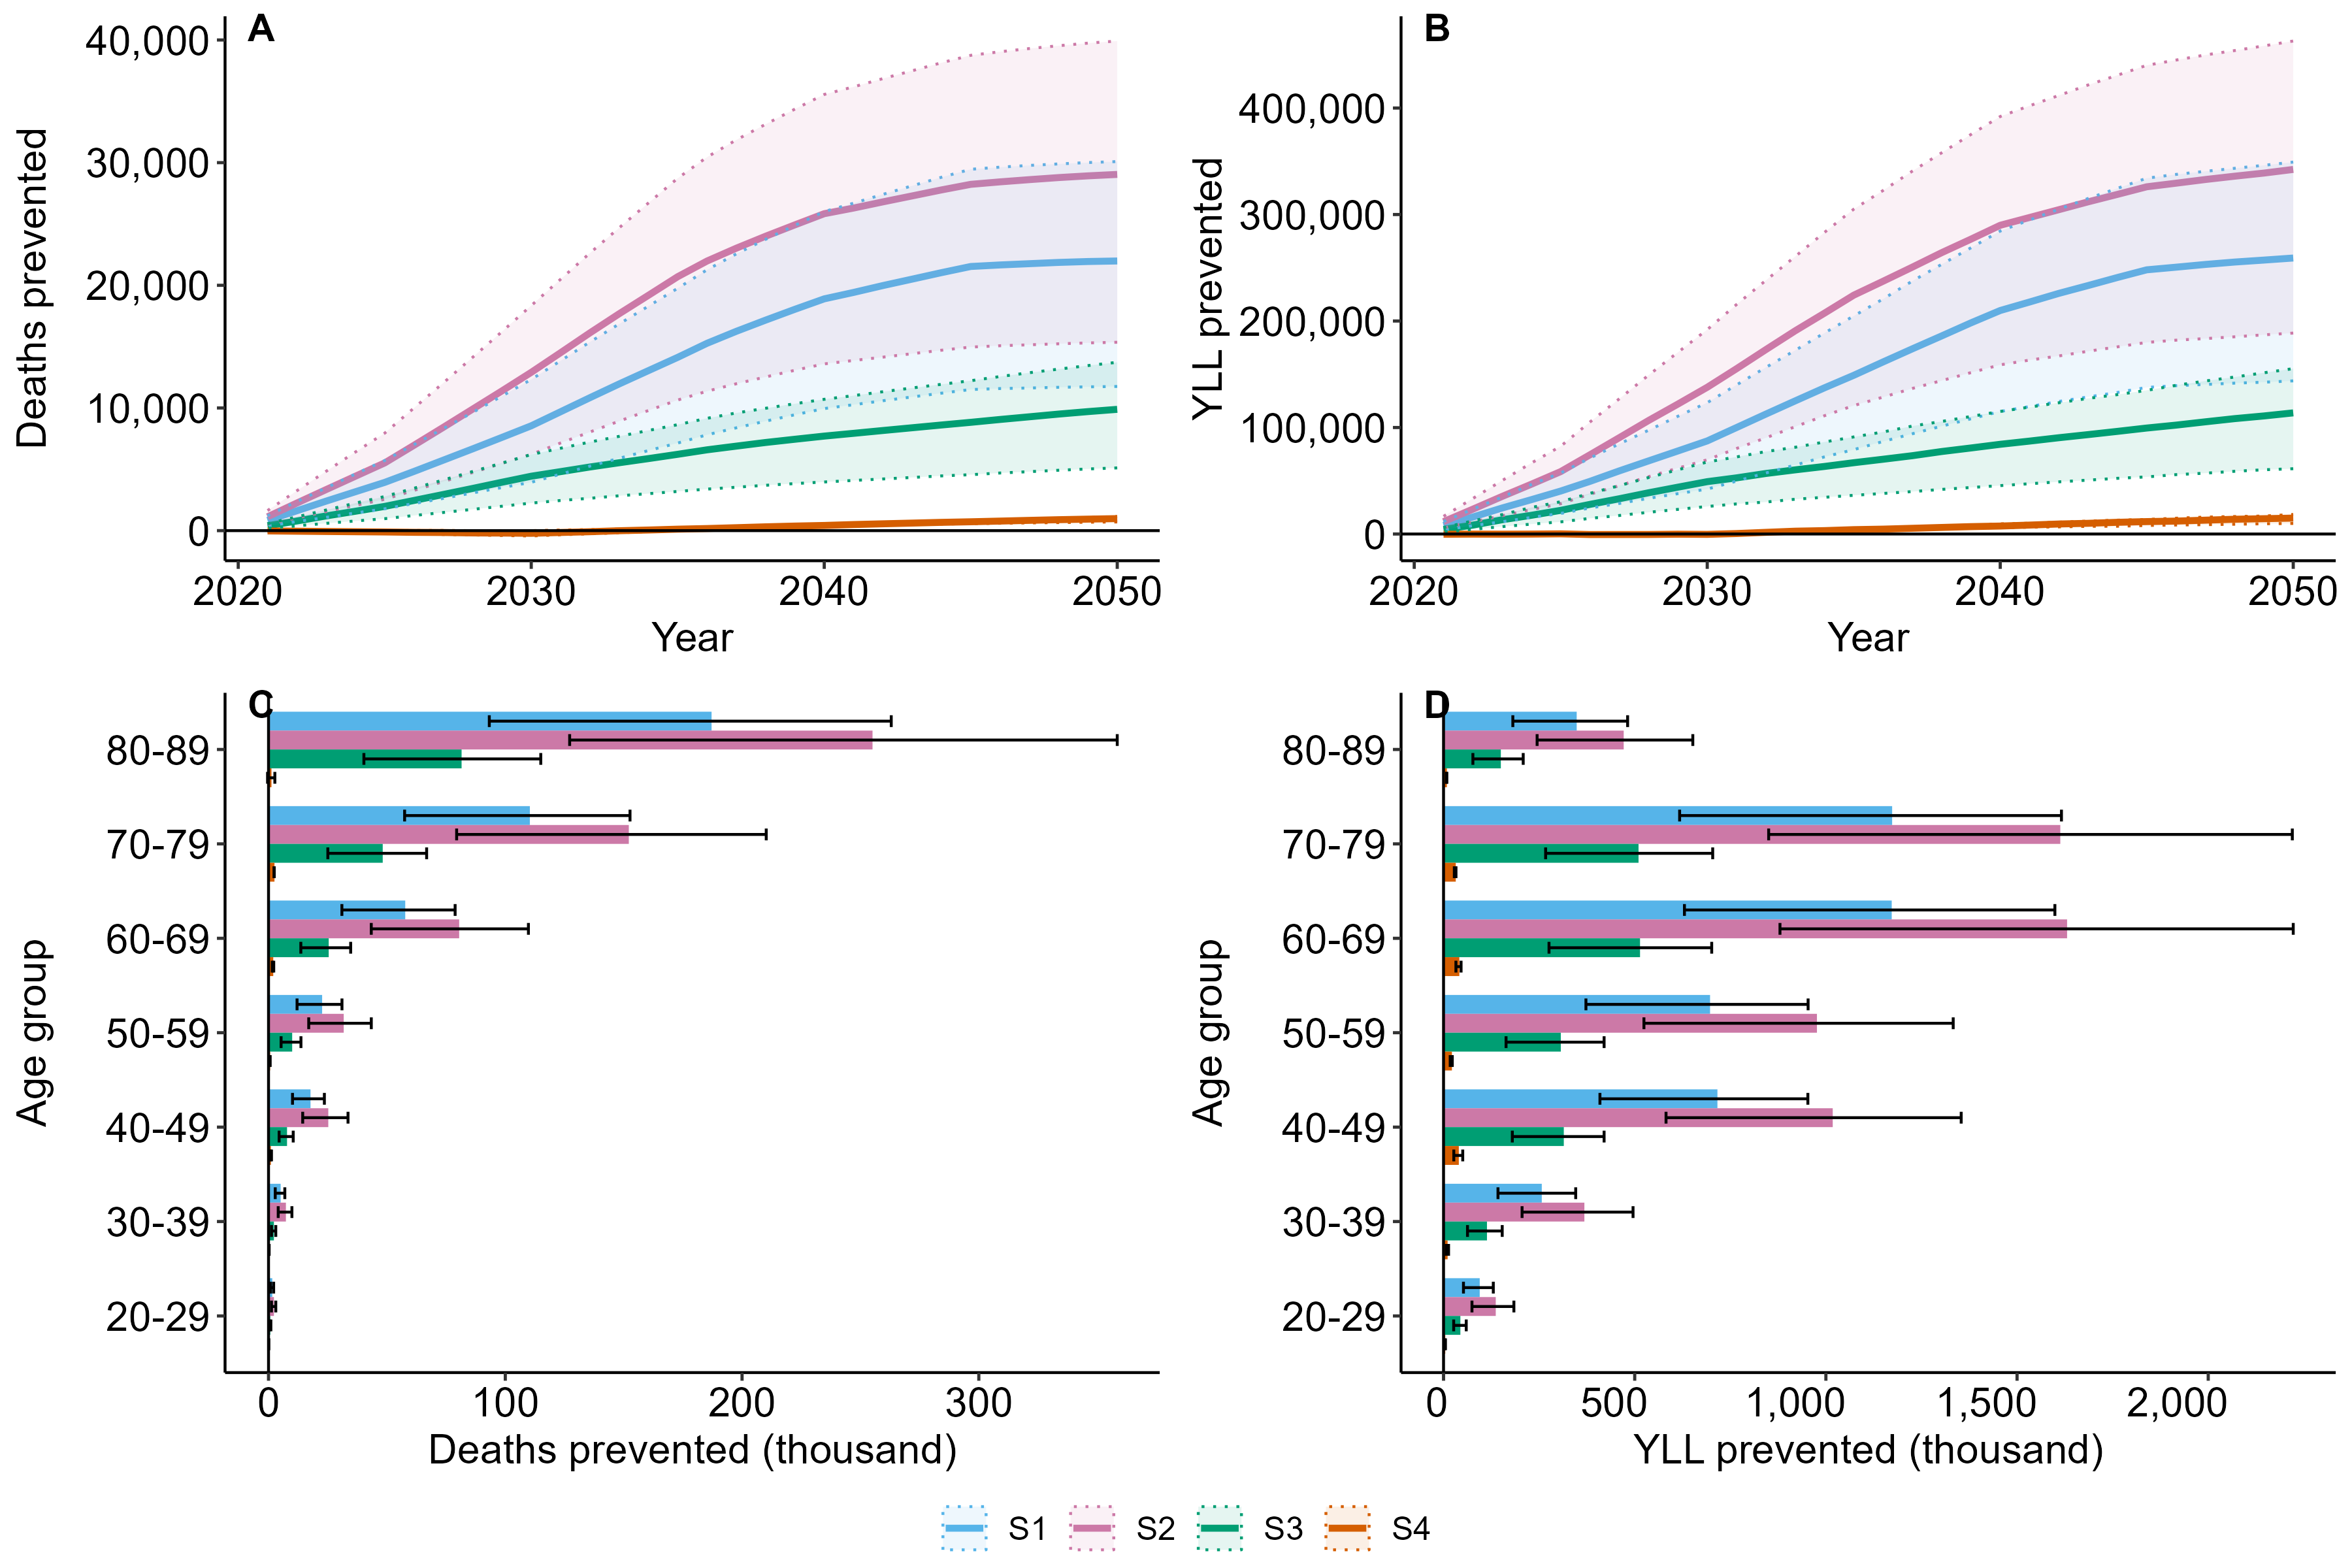 A
Deaths prevented
40,000
30,000
20,000
10,000
0
2020 2030 2040 2050
Year
B
YLL prevented
400,000
300,000
200,000
100,000
0
2020 2030 2040 2050
Year
C
Age group
80-89
70-79
60-69
50-59
40-49
30-39
20-29
0 100 200 300
Deaths prevented (thousand)
D
Age group
80-89
70-79
60-69
50-59
40-49
30-39
20-29
0 500 1,000 1,500 2,000
YLL prevented (thousand)
S1 S2 S3 S4